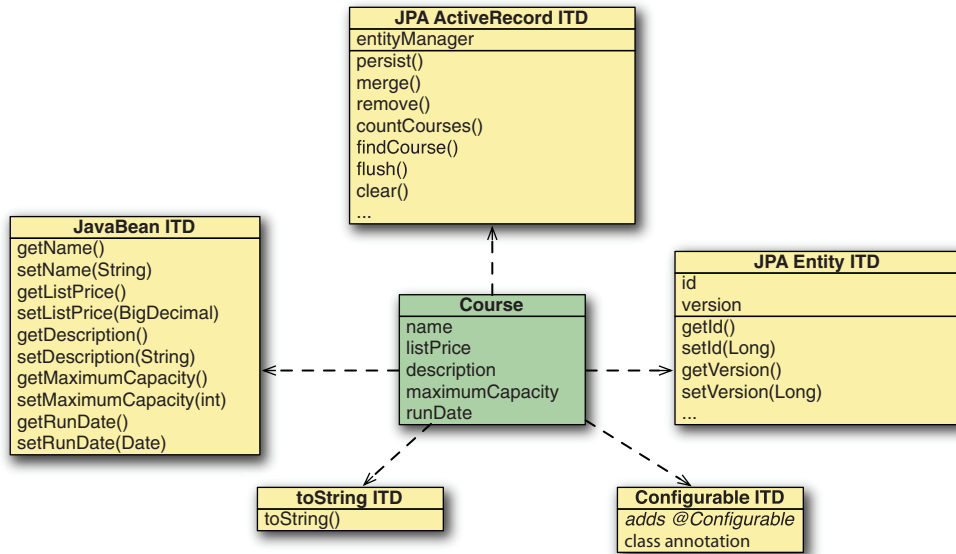 JPA ActiveRecord ITD
entityManager
persist()
merge()
remove()
countCourses()
findCourse()
flush()
clear()
...
JavaBean ITD
getName()
setName(String)
getListPrice()
setListPrice(BigDecimal)
getDescription()
setDescription(String)
getMaximumCapacity()
setMaximumCapacity(int)
getRunDate()
setRunDate(Date)
Course
name
listPrice
description
maximumCapacity
runDate
JPA Entity ITD
id
version
getId()
setId(Long)
getVersion()
setVersion(Long)
...
toString ITD
toString()
Configurable ITD
adds @Configurable
class annotation